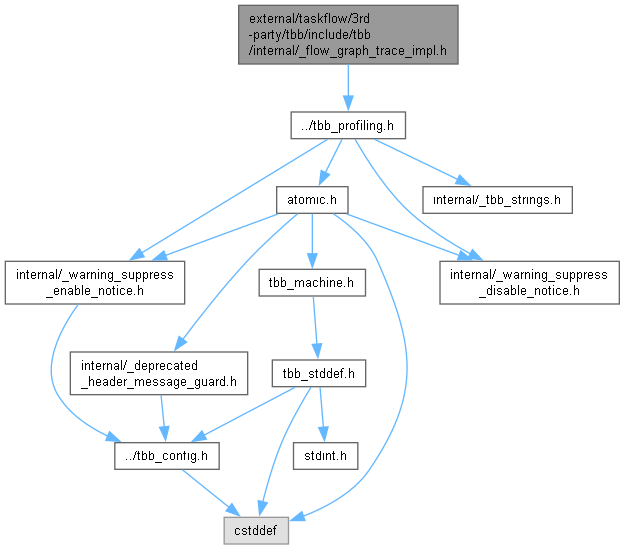 external/taskflow/3rd
-party/tbb/include/tbb
/internal/_flow_graph_trace_impl.h
../tbb_profiling.h
atomic.h
internal/_tbb_strings.h
internal/_warning_suppress
_enable_notice.h
tbb_machine.h
internal/_warning_suppress
_disable_notice.h
internal/_deprecated
_header_message_guard.h
tbb_stddef.h
../tbb_config.h
stdint.h
cstddef